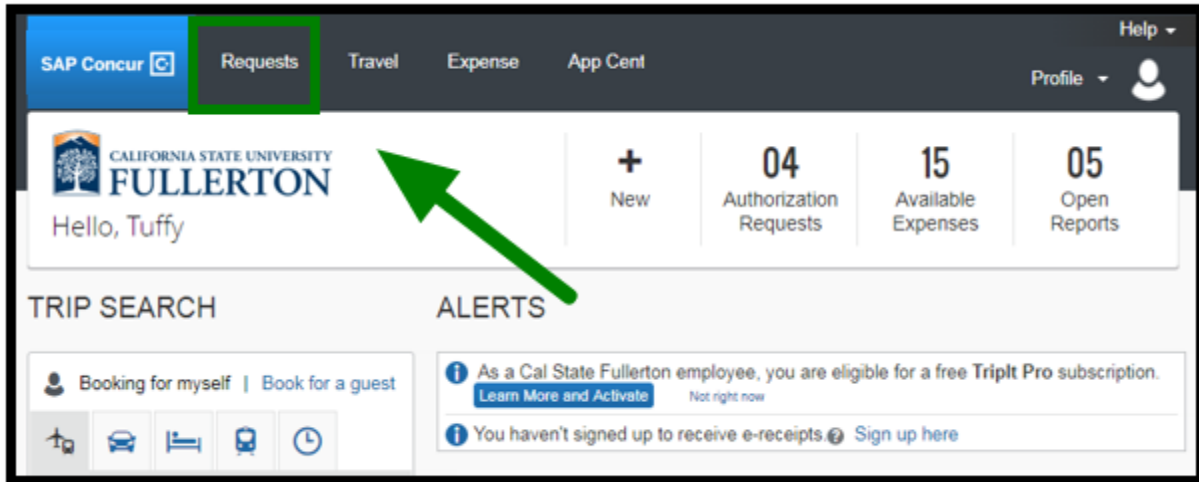 Help
SAP Concur Requests Travel Expense App Cent
Profile
CALIFORNIA STATE UNIVERSITY
FULLERTON
Hello, Tuffy
+
New
04
Authorization
Requests
15
Available
Expenses
05
Open
Reports
TRIP SEARCH
ALERTS
Booking for myself | Book for a guest
As a Cal State Fullerton employee, you are eligible for a free TripIt Pro subscription.
Learn More and Activate Not right now
You haven't signed up to receive e-receipts. Sign up here